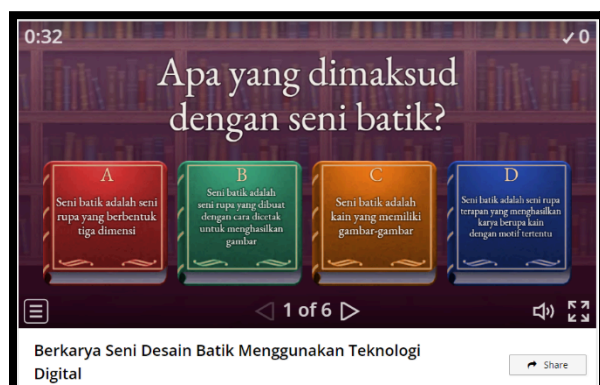 0:32
✓0
Apa yang dimaksud
dengan seni batik?
A
Seni batik adalah seni
rupa yang berbentuk
tiga dimensi
B
Seni batik adalah
seni rupa yang dibuat
dengan cara dicetak
untuk menghasilkan
gambar
C
Seni batik adalah
kain yang memiliki
gambar-gambar
D
Seni batik adalah seni rupa
terapan yang menghasilkan
karya berupa kain
dengan motif tertentu
1 of 6
Berkarya Seni Desain Batik Menggunakan Teknologi
Digital
Share